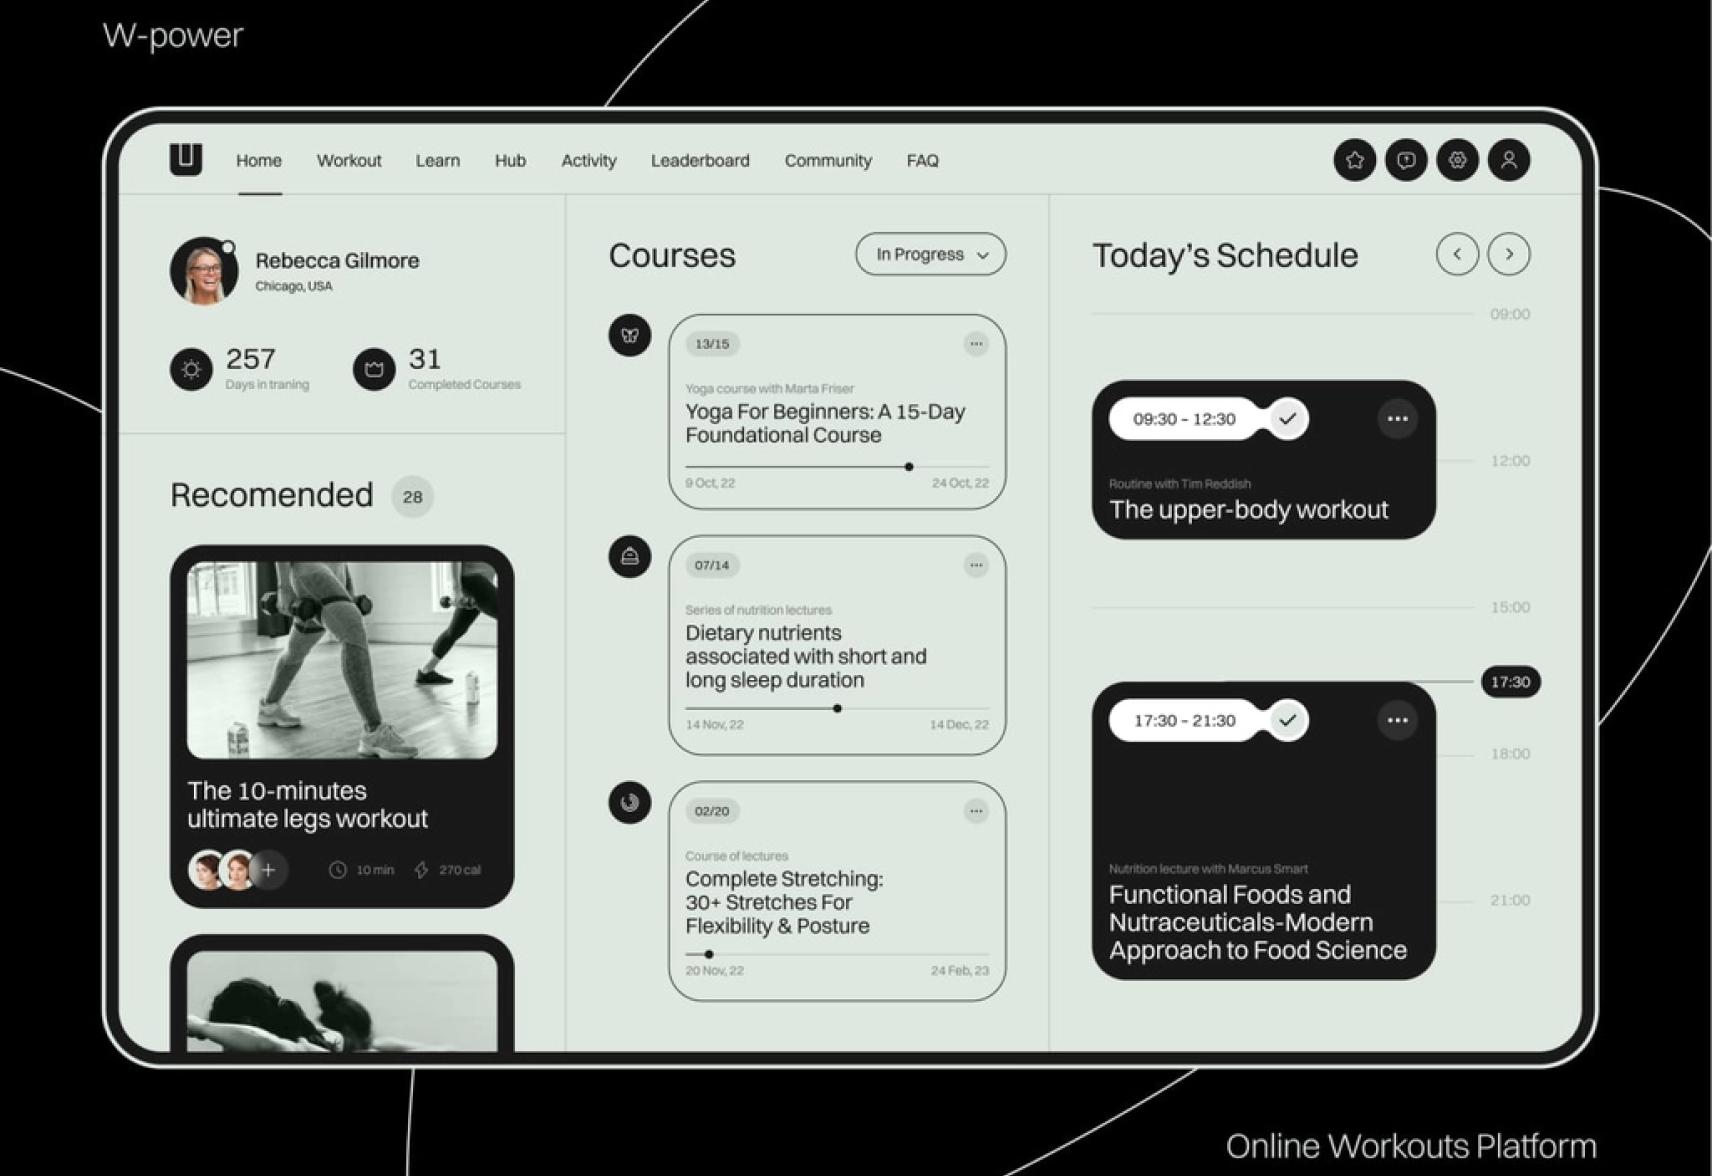 W-power
Home Workout Learn Hub Activity Leaderboard Community FAQ
Rebecca Gilmore
Chicago, USA
257
Days in traning
31
Completed Courses
Recomended 28
The 10-minutes
ultimate legs workout
10 min 270 cal
Courses
In Progress
13/15
Yoga course with Marta Friser
Yoga For Beginners: A 15-Day
Foundational Course
9 Oct, 22 24 Oct, 22
07/14
Series of nutrition lectures
Dietary nutrients
associated with short and
long sleep duration
14 Nov, 22 14 Dec, 22
02/20
Course of lectures
Complete Stretching:
30+ Stretches For
Flexibility & Posture
20 Nov, 22 24 Feb, 23
Today's Schedule
09:00
09:30 - 12:30
12:00
Routine with Tim Reddish
The upper-body workout
15:00
17:30
17:30 - 21:30
18:00
Nutrition lecture with Marcus Smart
Functional Foods and
Nutraceuticals-Modern
Approach to Food Science
21:00
Online Workouts Platform